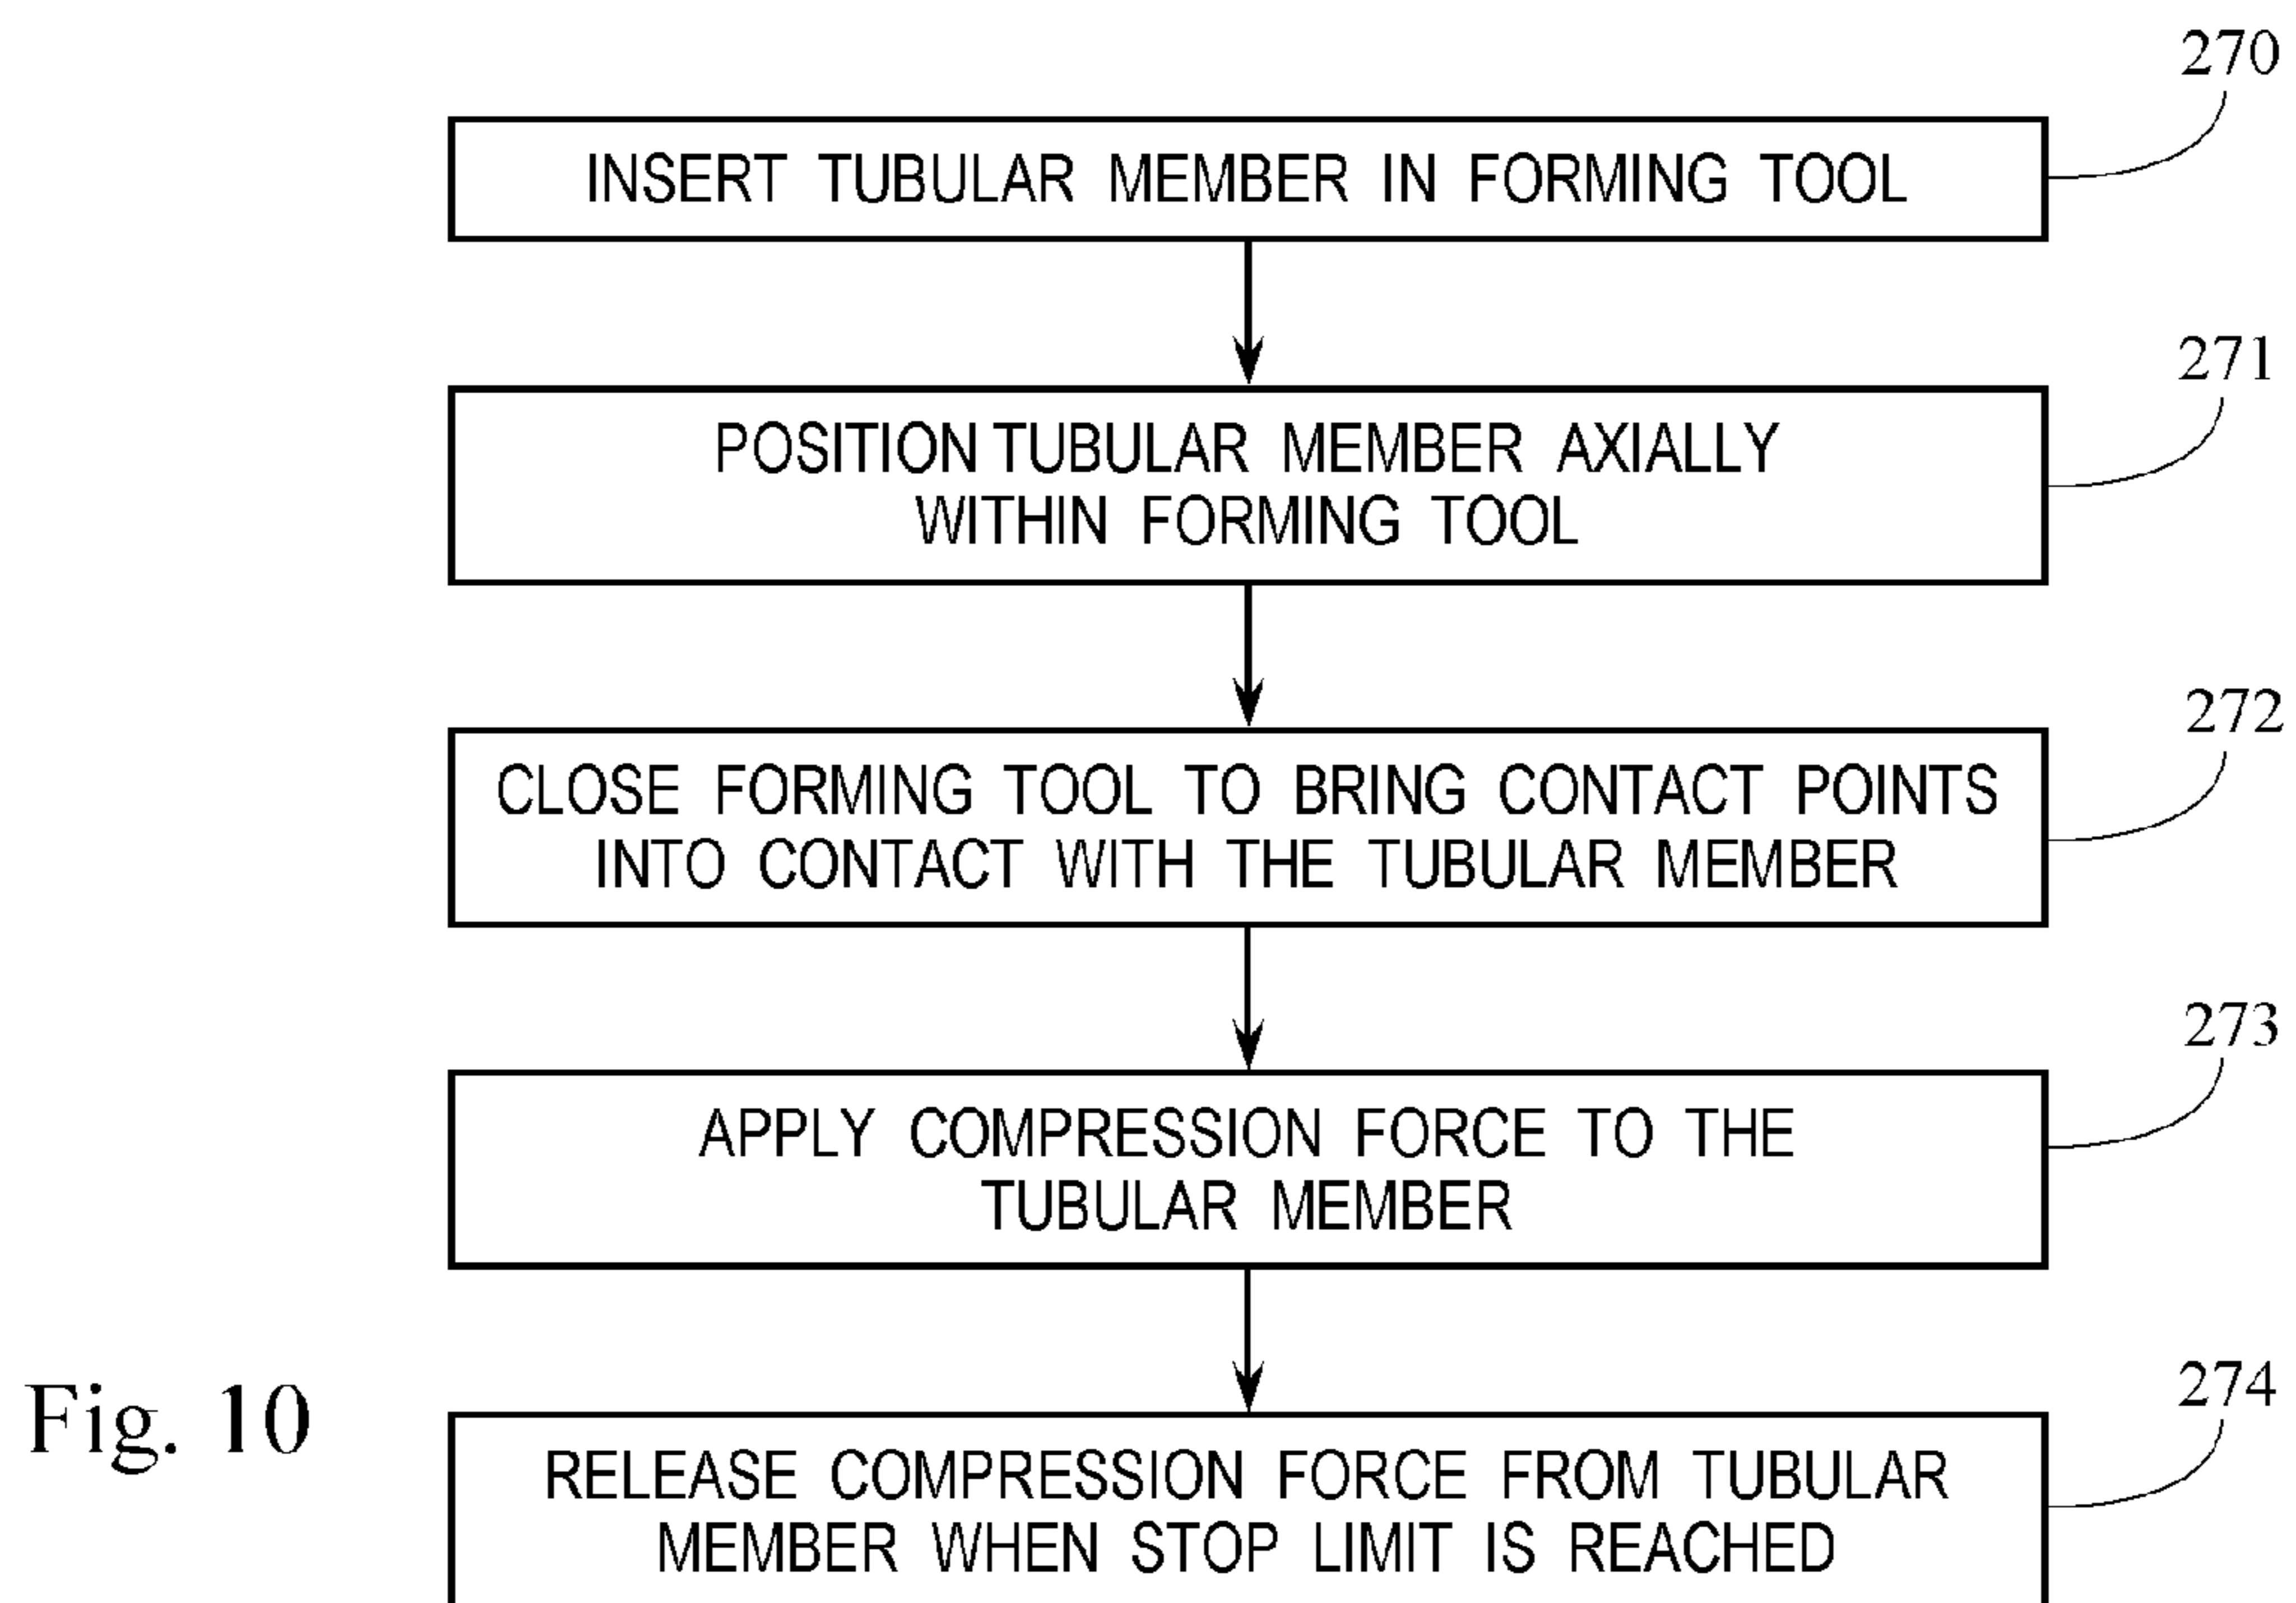 270
INSERT TUBULAR MEMBER IN FORMING TOOL
271
POSITION TUBULAR MEMBER AXIALLY
WITHIN FORMING TOOL
272
CLOSE FORMING TOOL TO BRING CONTACT POINTS
INTO CONTACT WITH THE TUBULAR MEMBER
273
APPLY COMPRESSION FORCE TO THE
TUBULAR MEMBER
274
Fig. 10
RELEASE COMPRESSION FORCE FROM TUBULAR
MEMBER WHEN STOP LIMIT IS REACHED